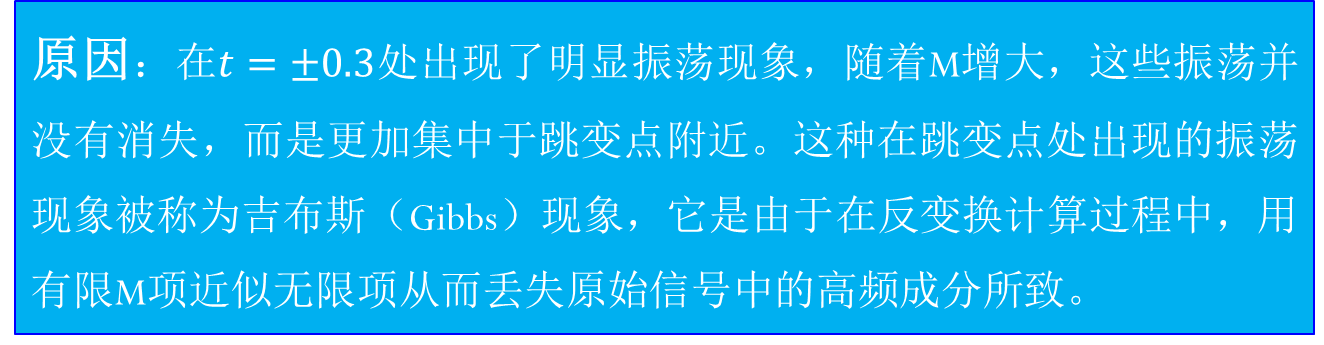 原因：在t = ±0.3处出现了明显振荡现象，随着M增大，这些振荡并
没有消失，而是更加集中于跳变点附近。这种在跳变点处出现的振荡
现象被称为吉布斯（Gibbs）现象，它是由于在反变换计算过程中，用
有限M项近似无限项从而丢失原始信号中的高频成分所致。